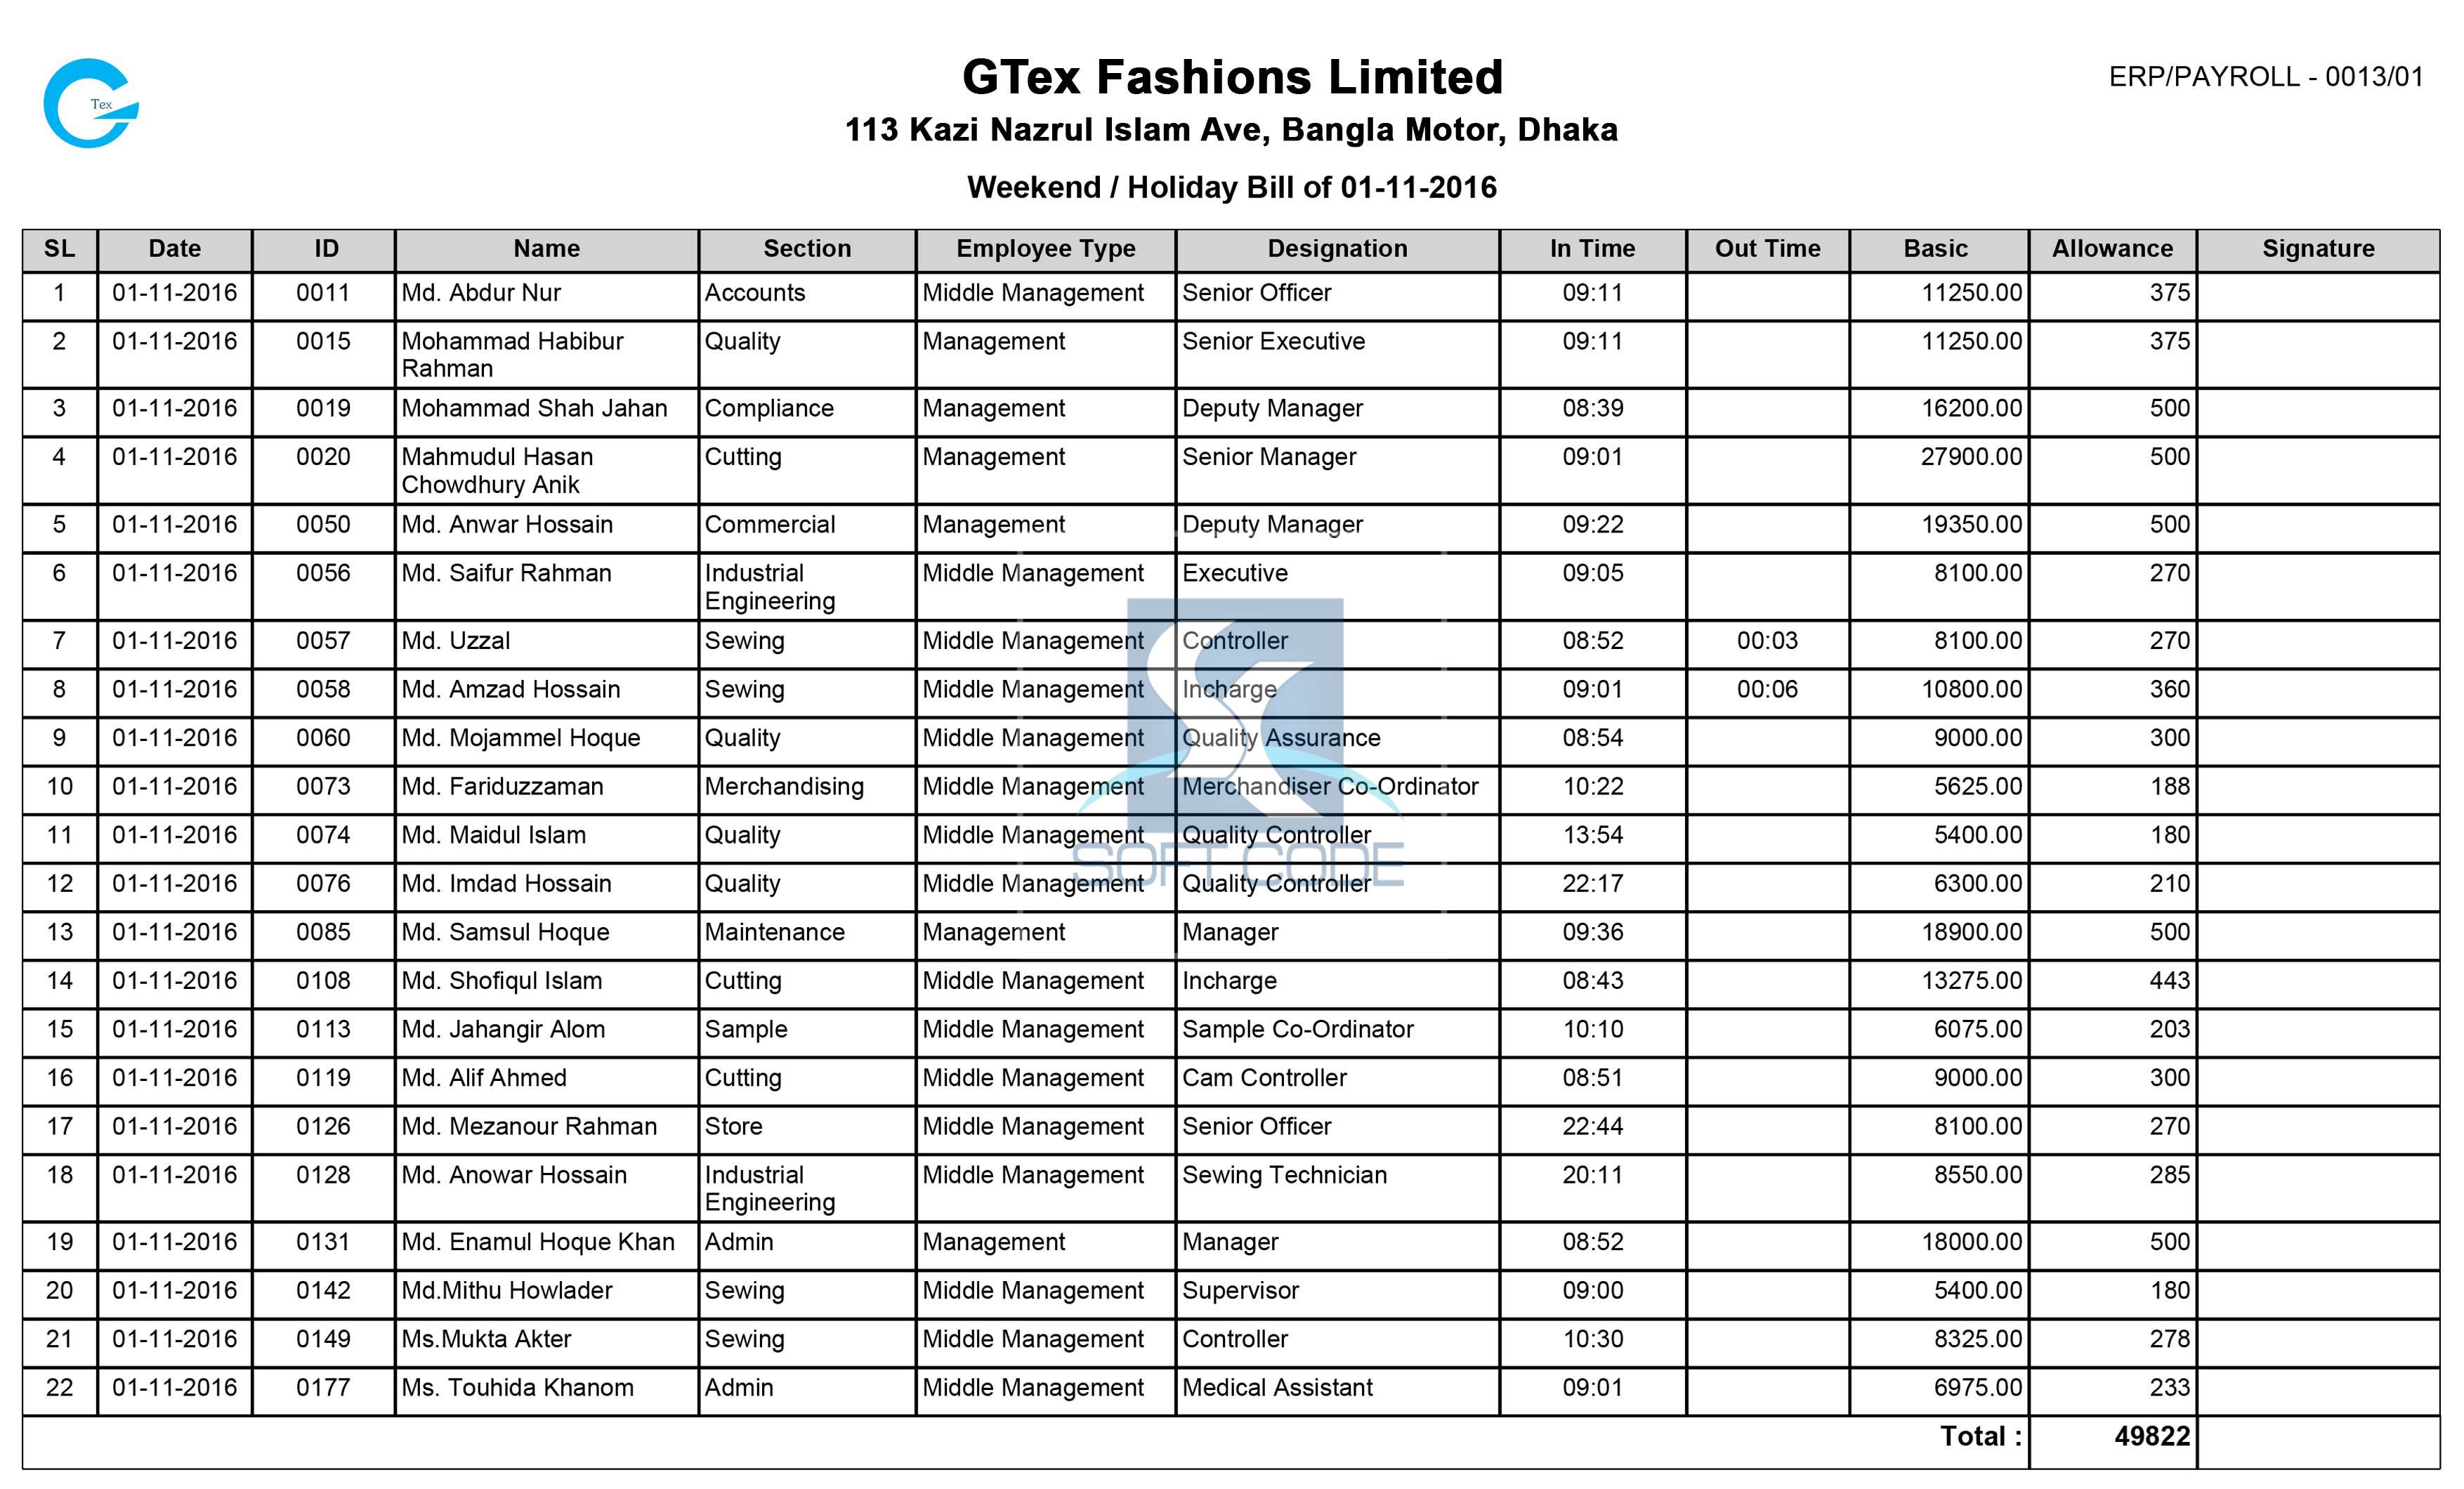 Tex
GTex Fashions Limited
ERP/PAYROLL - 0013/01
113 Kazi Nazrul Islam Ave, Bangla Motor, Dhaka
Weekend / Holiday Bill of 01-11-2016
SL Date ID Name Section Employee Type Designation In Time Out Time Basic Allowance Signature
1 01-11-2016 0011 Md. Abdur Nur Accounts Middle Management Senior Officer 09:11 11250.00 375
2 01-11-2016 0015 Mohammad Habibur Quality Management Senior Executive 09:11 11250.00 375
Rahman
3 01-11-2016 0019 Mohammad Shah Jahan Compliance Management Deputy Manager 08:39 16200.00 500
4 01-11-2016 0020 Mahmudul Hasan Cutting Management Senior Manager 09:01 27900.00 500
Chowdhury Anik
5 01-11-2016 0050 Md. Anwar Hossain Commercial Management Deputy Manager 09:22 19350.00 500
6 01-11-2016 0056 Md. Saifur Rahman Industrial Middle Management Executive 09:05 8100.00 270
Engineering
7 01-11-2016 0057 Md. Uzzal Sewing Middle Management Controller 08:52 00:03 8100.00 270
8 01-11-2016 0058 Md. Amzad Hossain Sewing Middle Management Incharge 09:01 00:06 10800.00 360
9 01-11-2016 0060 Md. Mojammel Hoque Quality Middle Management Quality Assurance 08:54 9000.00 300
10 01-11-2016 0073 Md. Fariduzzaman Merchandising Middle Management Merchandiser Co-Ordinator 10:22 5625.00 188
11 01-11-2016 0074 Md. Maidul Islam Quality Middle Management Quality Controller 13:54 5400.00 180
SOFT CODE
12 01-11-2016 0076 Md. Imdad Hossain Quality Middle Management Quality Controller 22:17 6300.00 210
13 01-11-2016 0085 Md. Samsul Hoque Maintenance Management Manager 09:36 18900.00 500
14 01-11-2016 0108 Md. Shofiqul Islam Cutting Middle Management Incharge 08:43 13275.00 443
15 01-11-2016 0113 Md. Jahangir Alom Sample Middle Management Sample Co-Ordinator 10:10 6075.00 203
16 01-11-2016 0119 Md. Alif Ahmed Cutting Middle Management Cam Controller 08:51 9000.00 300
17 01-11-2016 0126 Md. Mezanour Rahman Store Middle Management Senior Officer 22:44 8100.00 270
18 01-11-2016 0128 Md. Anowar Hossain Industrial Middle Management Sewing Technician 20:11 8550.00 285
Engineering
19 01-11-2016 0131 Md. Enamul Hoque Khan Admin Management Manager 08:52 18000.00 500
20 01-11-2016 0142 Md.Mithu Howlader Sewing Middle Management Supervisor 09:00 5400.00 180
21 01-11-2016 0149 Ms.Mukta Akter Sewing Middle Management Controller 10:30 8325.00 278
22 01-11-2016 0177 Ms. Touhida Khanom Admin Middle Management Medical Assistant 09:01 6975.00 233
Total : 49822